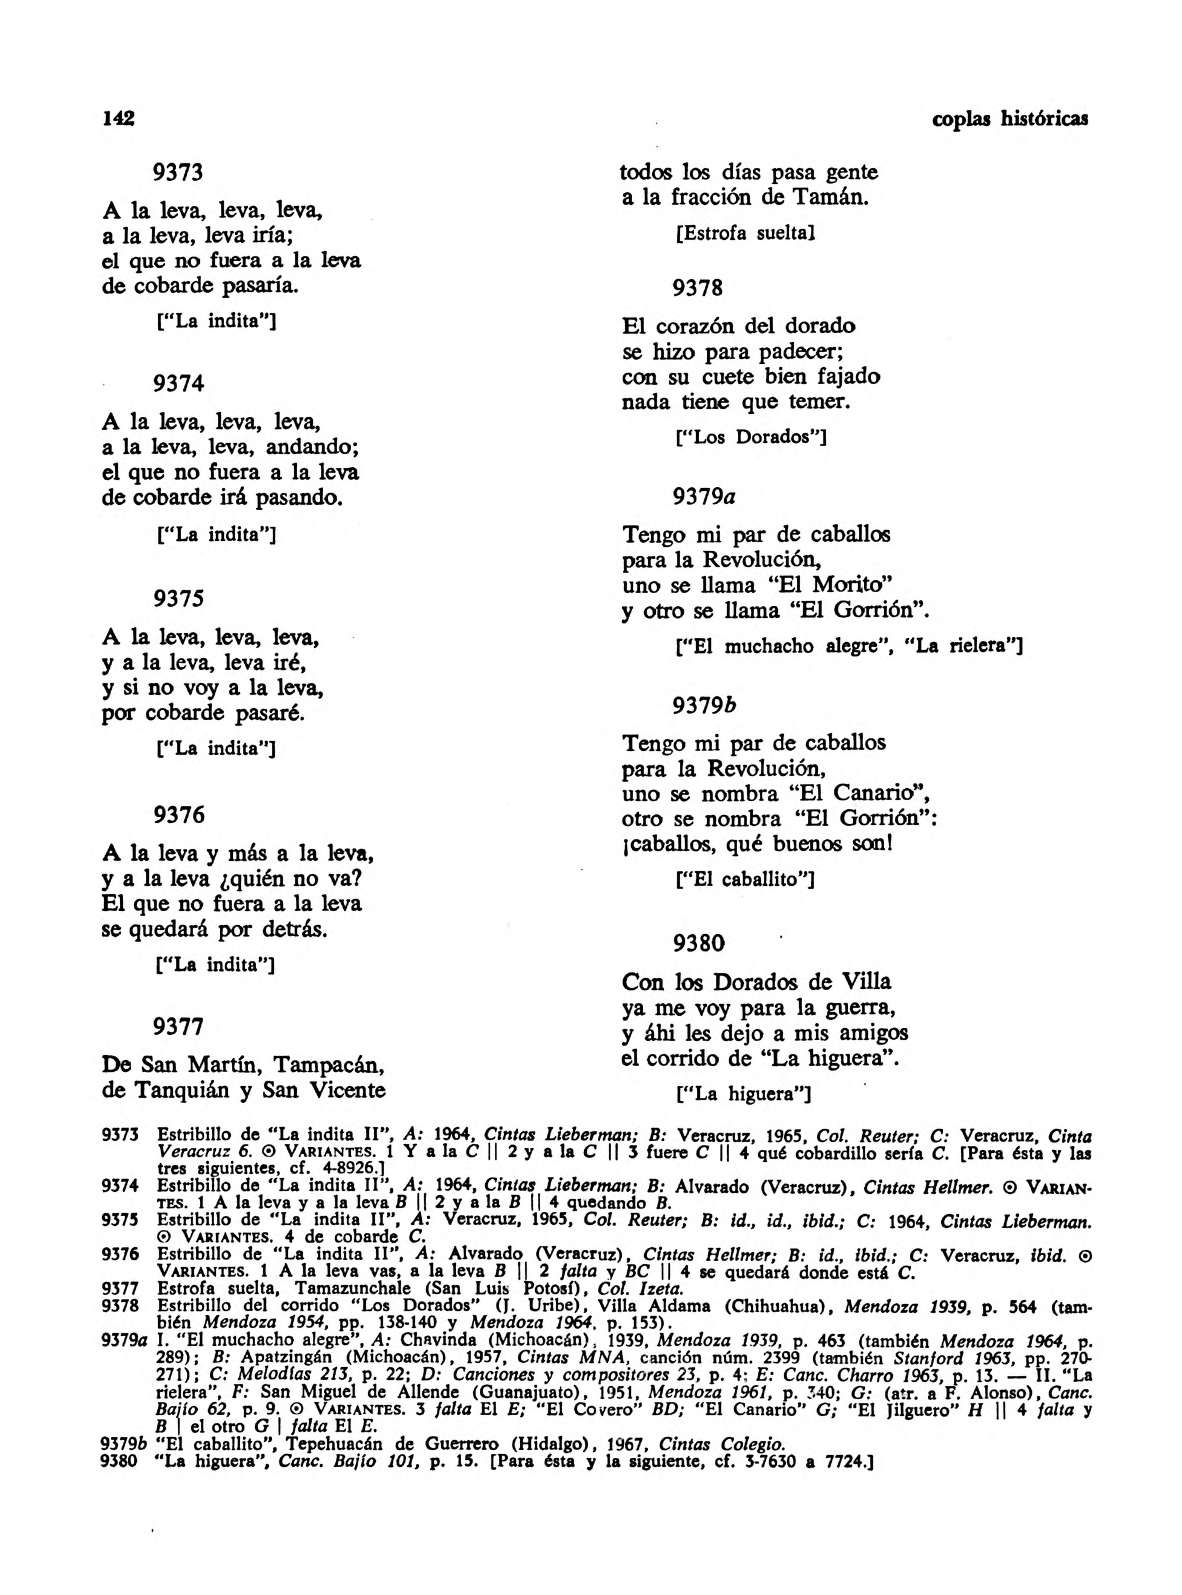 142
coplas históricas
9373
A la leva, leva, leva,
a la leva, leva iría;
el que no fuera a la leva
de cobarde pasaría.
["La indita"]
9374
A la leva, leva, leva,
a la leva, leva, andando;
el que no fuera a la leva
de cobarde irá pasando.
["La indita"]
9375
A la leva, leva, leva,
y a la leva, leva iré,
y si no voy a la leva,
por cobarde pasaré.
["La indita"]
9376
A la leva y más a la leva,
y a la leva ¿quién no va?
El que no fuera a la leva
se quedará por detrás.
["La indita"]
9377
De San Martín, Tampacán,
de Tanquián y San Vicente
todos los días pasa gente
a la fracción de Tamán.
[Estrofa suelta]
9378
El corazón del dorado
se hizo para padecer;
con su cuete bien fajado
nada tiene que temer.
["Los Dorados"]
9379a
Tengo mi par de caballos
para la Revolución,
uno se llama "El Morito"
y otro se llama "El Gorrión".
["El muchacho alegre", "La rielera"]
9379b
Tengo mi par de caballos
para la Revolución,
uno se nombra "El Canario",
otro se nombra "El Gorrión":
¡caballos, qué buenos son!
["El caballito"]
9380
Con los Dorados de Villa
ya me voy para la guerra,
y áhi les dejo a mis amigos
el corrido de "La higuera".
["La higuera"]
9373 Estribillo de "La indita II", A: 1964, Cintas Lieberman; B: Veracruz, 1965, Col. Reuter; C: Veracruz, Cinta
Veracruz 6. ⊙ VARIANTES. 1 Y a la C || 2 y a la C || 3 fuere C || 4 qué cobardillo sería C. [Para ésta y las
tres siguientes, cf. 4-8926.]
9374 Estribillo de "La indita II", A: 1964, Cintas Lieberman; B: Alvarado (Veracruz), Cintas Hellmer. ⊙ VARIAN-
TES. 1 A la leva y a la leva B || 2 y a la B || 4 quedando B.
9375 Estribillo de "La indita II", A: Veracruz, 1965, Col. Reuter; B: id., id., ibid.; C: 1964, Cintas Lieberman.
⊙ VARIANTES. 4 de cobarde C.
9376 Estribillo de "La indita II", A: Alvarado (Veracruz), Cintas Hellmer; B: id., ibid.; C: Veracruz, ibid. ⊙
VARIANTES. 1 A la leva vas, a la leva B || 2 falta y BC || 4 se quedará donde está C.
9377 Estrofa suelta, Tamazunchale (San Luis Potosí), Col. Izeta.
9378 Estribillo del corrido "Los Dorados" (J. Uribe), Villa Aldama (Chihuahua), Mendoza 1939, p. 564 (tam-
bién Mendoza 1954, pp. 138-140 y Mendoza 1964, p. 153).
9379a I. "El muchacho alegre", A: Chavinda (Michoacán), 1939, Mendoza 1939, p. 463 (también Mendoza 1964, p.
289); B: Apatzingán (Michoacán), 1957, Cintas MNA, canción núm. 2399 (también Stanford 1963, pp. 270-
271); C: Melodías 213, p. 22; D: Canciones y compositores 23, p. 4; E: Canc. Charro 1963, p. 13. — II. "La
rielera", F: San Miguel de Allende (Guanajuato), 1951, Mendoza 1961, p. 340; G: (atr. a F. Alonso), Canc.
Bajío 62, p. 9. ⊙ VARIANTES. 3 falta El E; "El Covero" BD; "El Canario" G; "El Jilguero" H || 4 falta y
B | el otro G | falta El E.
9379b "El caballito", Tepehuacán de Guerrero (Hidalgo), 1967, Cintas Colegio.
9380 "La higuera", Canc. Bajío 101, p. 15. [Para ésta y la siguiente, cf. 3-7630 a 7724.]